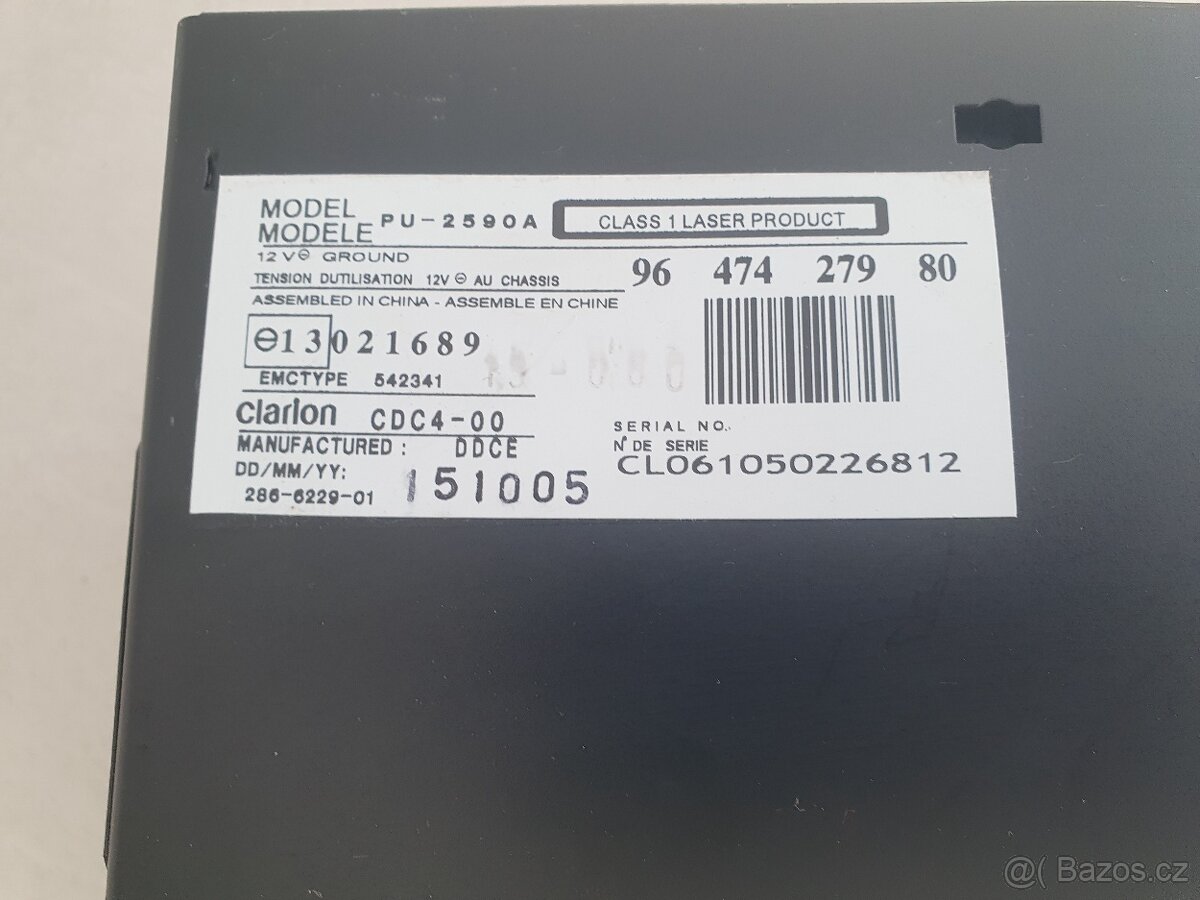 MODEL
MODELE PU-2590A
CLASS 1 LASER PRODUCT
12 V⊖ GROUND
TENSION DUTILISATION 12V ⊖ AU CHASSIS
ASSEMBLED IN CHINA - ASSEMBLE EN CHINE
96 474 279 80
e13 021689
EMCTYPE 542341
clarion CDC4-00
MANUFACTURED : DDCE
DD/MM/YY:
286-6229-01 151005
SERIAL NO.
N° DE SERIE
CL061050226812
@( Bazos.cz